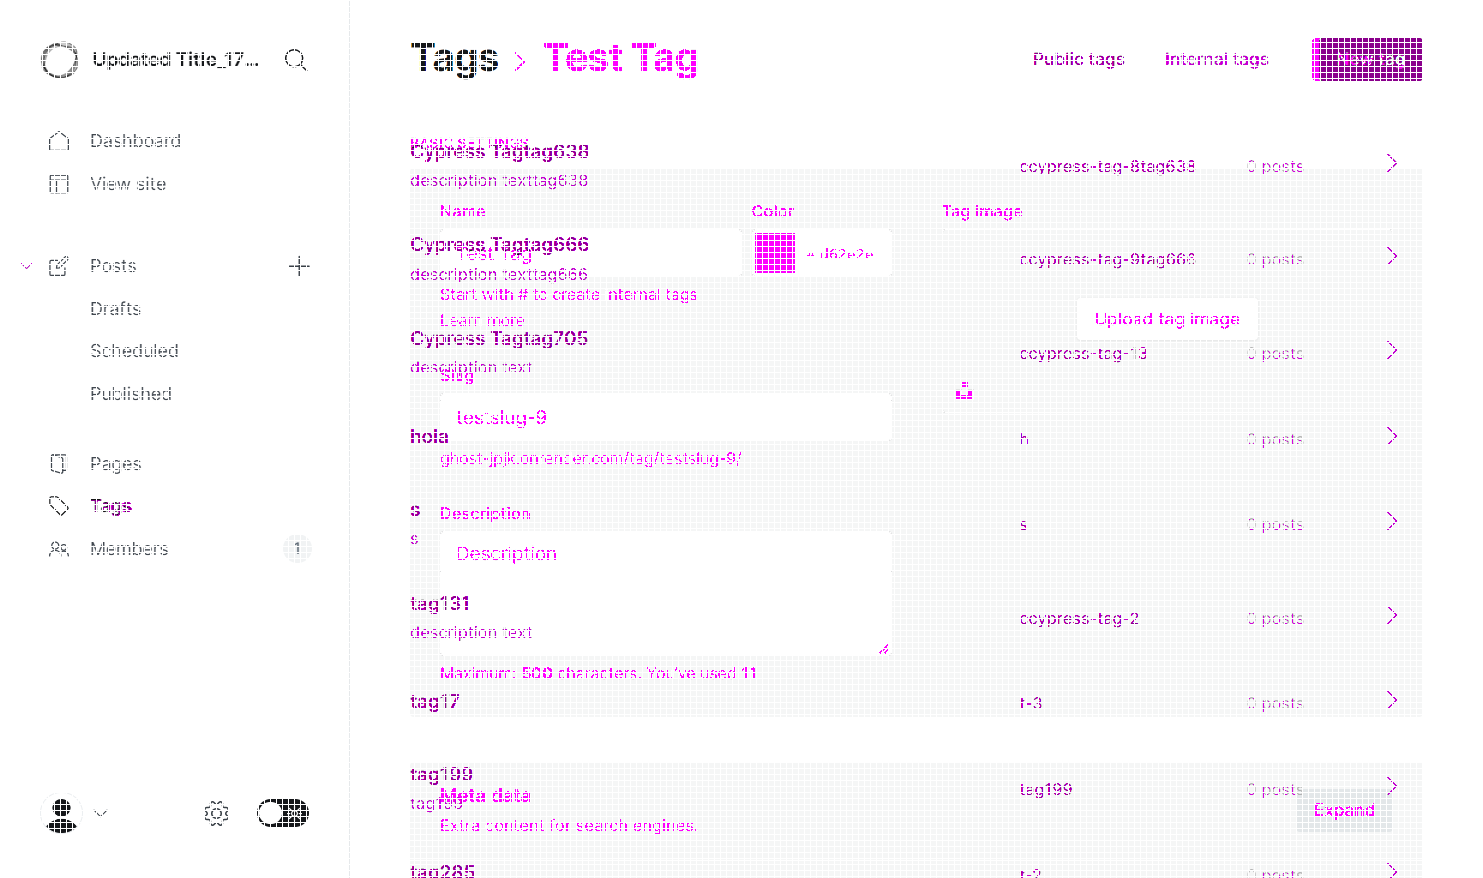 Updated Title_17...
Dashboard
View site
Posts
Drafts
Scheduled
Published
Pages
Tags
Members
1
Tags > Test Tag
Public tags
Internal tags
tag
Cypress Tagtag638
description texttag638
ccypress-tag-8tag638
0 posts
Name
Color
Tag image
Cypress Tagtag666
Test Tag
description texttag666
d62e2e
ccypress-tag-9tag666
0 posts
Start with # to create internal tags
Learn more
Upload tag image
Cypress Tagtag705
description text
ccypress-tag-13
0 posts
Slug
testslug-9
hola
h
0 posts
ghost-jpjk.onrender.com/tag/testslug-9/
s
s
s
0 posts
Description
Description
tag131
description text
ccypress-tag-2
0 posts
Maximum: 500 characters. You've used 11
tag17
t-3
0 posts
tag199
tag199
tag199
0 posts
Meta data
Extra content for search engines.
Expand
tag285
t-2
0 posts